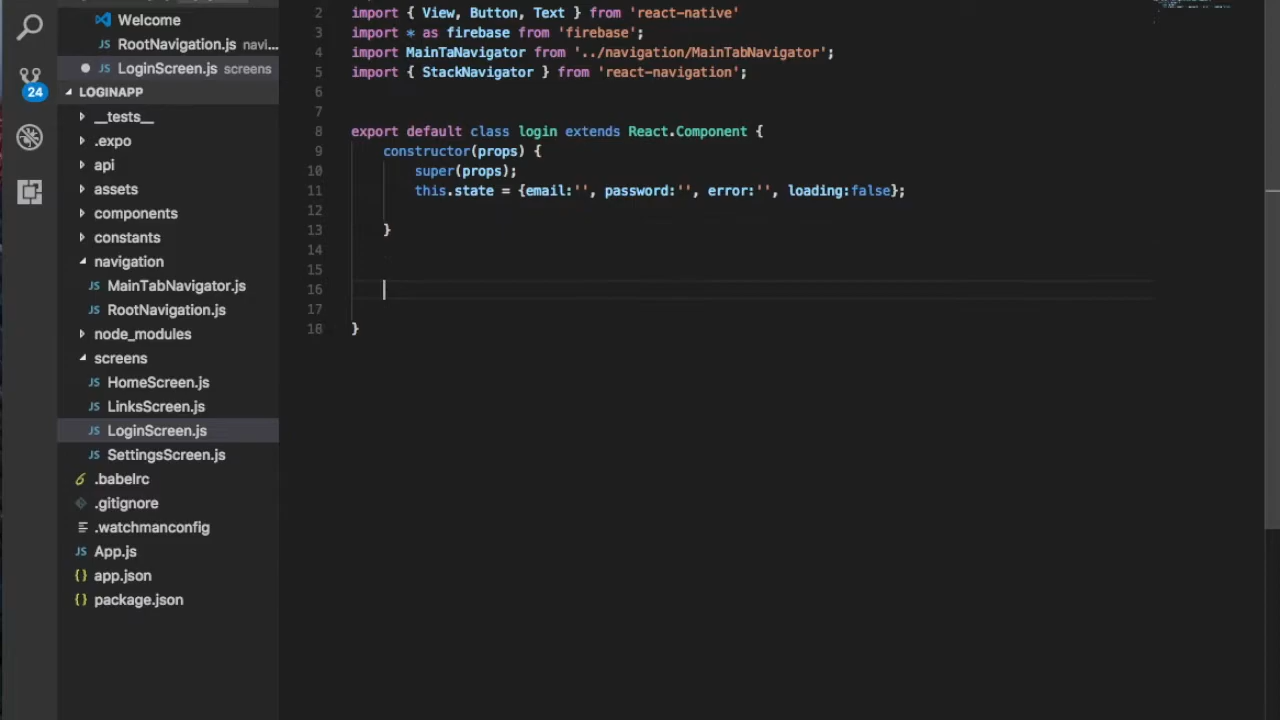 Welcome
RootNavigation.js navi...
LoginScreen.js screens
24
LOGINAPP
__tests__
.expo
api
assets
components
constants
navigation
MainTabNavigator.js
RootNavigation.js
node_modules
screens
HomeScreen.js
LinksScreen.js
LoginScreen.js
SettingsScreen.js
.babelrc
.gitignore
.watchmanconfig
App.js
app.json
package.json
2 import { View, Button, Text } from 'react-native'
3 import * as firebase from 'firebase';
4 import MainTaNavigator from '../navigation/MainTabNavigator';
5 import { StackNavigator } from 'react-navigation';
6
7
8 export default class login extends React.Component {
9 constructor(props) {
10 super(props);
11 this.state = {email:'', password:'', error:'', loading:false};
12
13 }
14
15
16
17
18 }